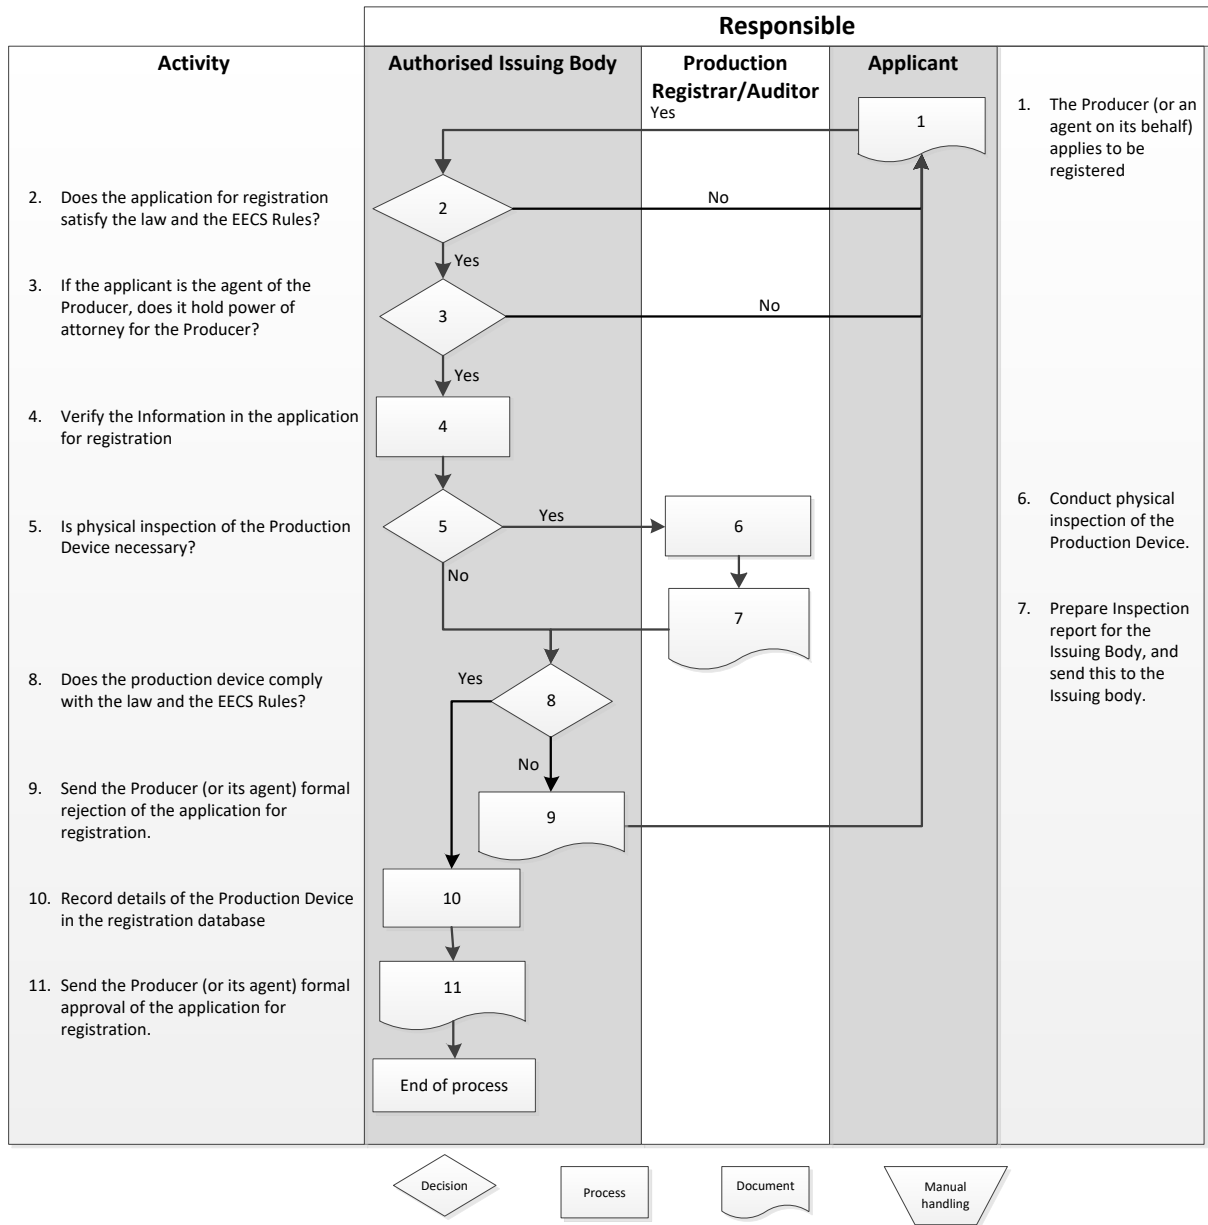 Responsible
Activity
Authorised Issuing Body
Production
Registrar/Auditor
Applicant
Yes
1
1. The Producer (or an
agent on its behalf)
applies to be
registered
2. Does the application for registration
satisfy the law and the EECS Rules?
2
No
Yes
3. If the applicant is the agent of the
Producer, does it hold power of
attorney for the Producer?
3
No
Yes
4. Verify the Information in the application
for registration
4
5. Is physical inspection of the Production
Device necessary?
5
Yes
6
6. Conduct physical
inspection of the
Production Device.
No
7
7. Prepare Inspection
report for the
Issuing Body, and
send this to the
Issuing body.
8. Does the production device comply
with the law and the EECS Rules?
Yes
8
No
9. Send the Producer (or its agent) formal
rejection of the application for
registration.
9
10. Record details of the Production Device
in the registration database
10
11. Send the Producer (or its agent) formal
approval of the application for
registration.
11
End of process
Decision
Process
Document
Manual
handling